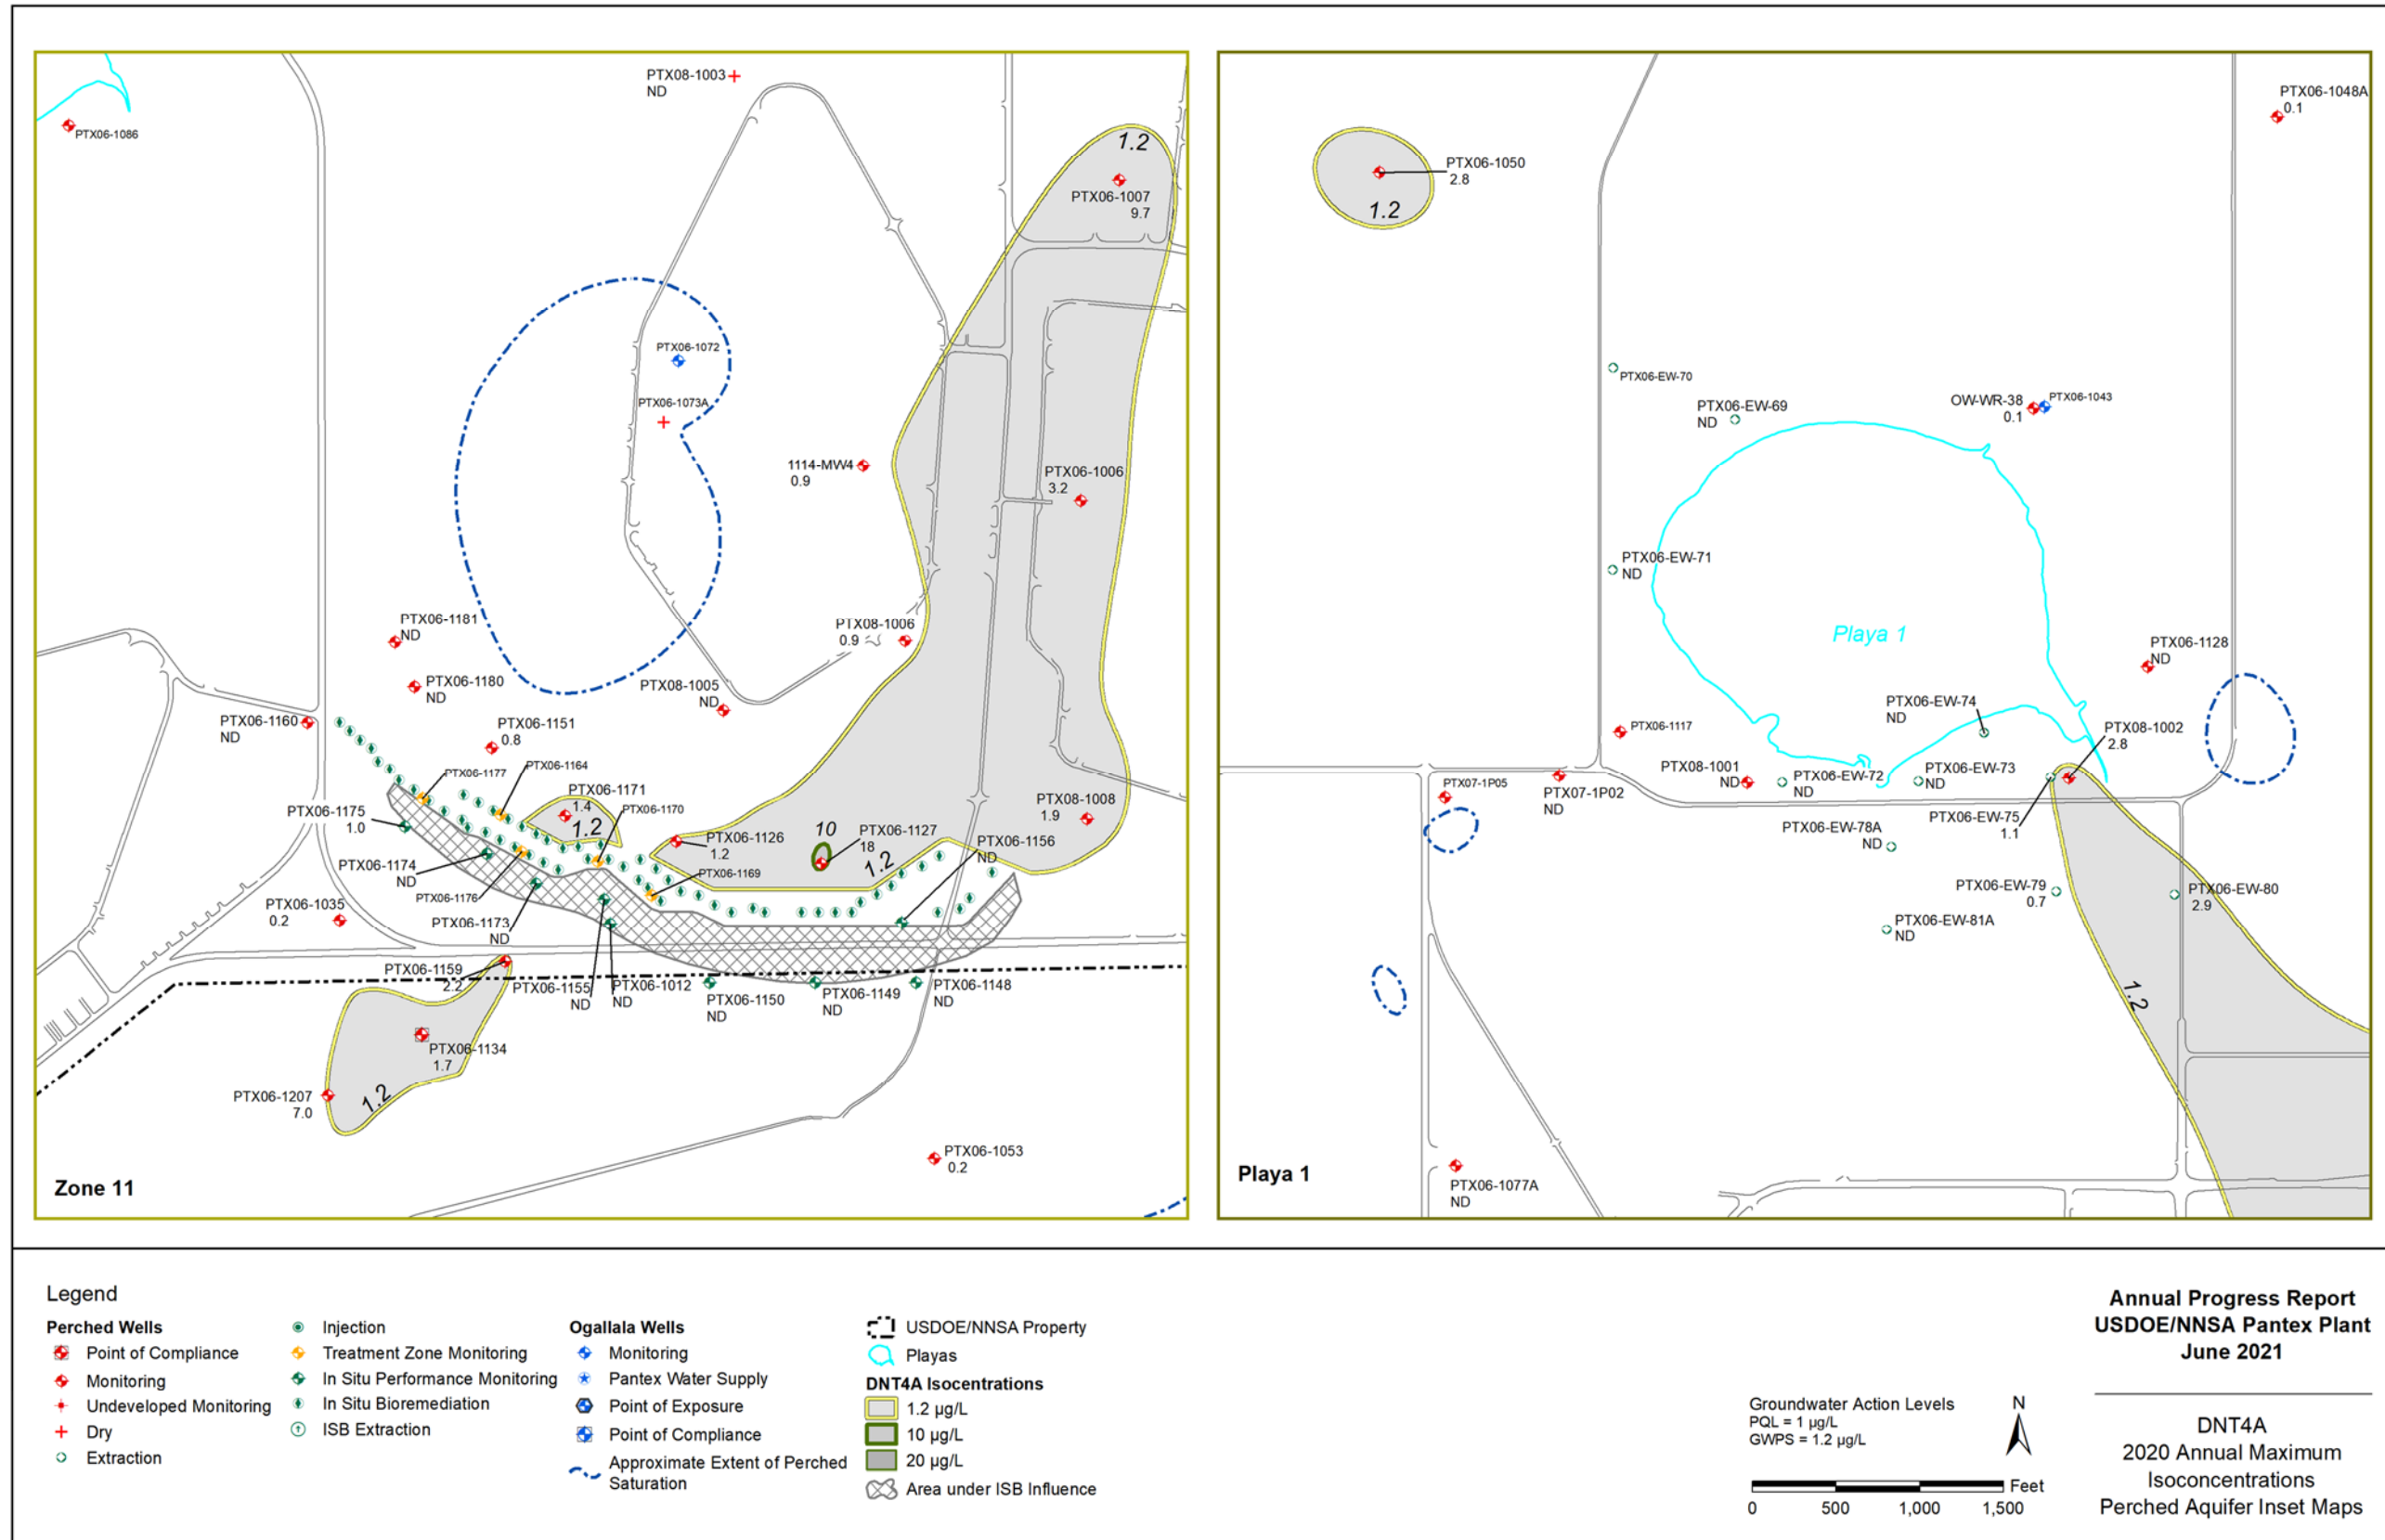 PTX08-1003
ND
PTX06-1086
1.2
PTX06-1007
9.7
PTX06-1072
PTX06-1073A
1114-MW4
0.9
PTX06-1006
3.2
PTX06-1181
ND
PTX08-1006
0.9
PTX06-1180
ND
PTX08-1005
ND
PTX06-1160
ND
PTX06-1151
0.8
PTX06-1177
PTX06-1164
PTX06-1171
1.4
1.2
PTX06-1170
PTX06-1175
1.0
PTX08-1008
1.9
PTX06-1126
1.2
10
PTX06-1127
18
1.2
PTX06-1156
ND
PTX06-1174
ND
PTX06-1169
PTX06-1176
PTX06-1035
0.2
PTX06-1173
ND
PTX06-1159
2.2
PTX06-1155
ND
PTX06-1012
ND
PTX06-1150
ND
PTX06-1149
ND
PTX06-1148
ND
PTX06-1134
1.7
PTX06-1207
7.0
1.2
PTX06-1053
0.2
Zone 11
PTX06-1048A
0.1
PTX06-1050
2.8
1.2
PTX06-EW-70
PTX06-EW-69
ND
OW-WR-38
0.1
PTX06-1043
PTX06-EW-71
ND
Playa 1
PTX06-1128
ND
PTX06-EW-74
ND
PTX06-1117
PTX08-1002
2.8
PTX08-1001
ND
PTX06-EW-72
ND
PTX06-EW-73
ND
PTX07-1P05
PTX07-1P02
ND
PTX06-EW-75
1.1
PTX06-EW-78A
ND
PTX06-EW-79
0.7
PTX06-EW-80
2.9
PTX06-EW-81A
ND
1.2
PTX06-1077A
ND
Playa 1
Legend
Perched Wells
Point of Compliance
Monitoring
Undeveloped Monitoring
Dry
Extraction
Injection
Treatment Zone Monitoring
In Situ Performance Monitoring
In Situ Bioremediation
ISB Extraction
Ogallala Wells
Monitoring
Pantex Water Supply
Point of Exposure
Point of Compliance
Approximate Extent of Perched
Saturation
USDOE/NNSA Property
Playas
DNT4A Isocentrations
1.2 µg/L
10 µg/L
20 µg/L
Area under ISB Influence
Groundwater Action Levels
PQL = 1 µg/L
GWPS = 1.2 µg/L
N
Feet
0 500 1,000 1,500
Annual Progress Report
USDOE/NNSA Pantex Plant
June 2021
DNT4A
2020 Annual Maximum
Isoconcentrations
Perched Aquifer Inset Maps